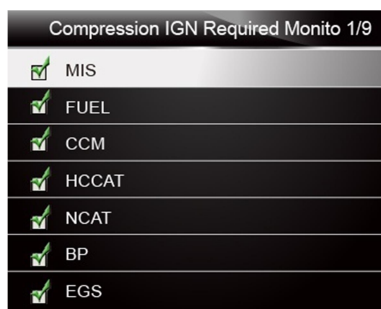 Compression IGN Required Monito 1/9
MIS
FUEL
CCM
HCCAT
NCAT
BP
EGS